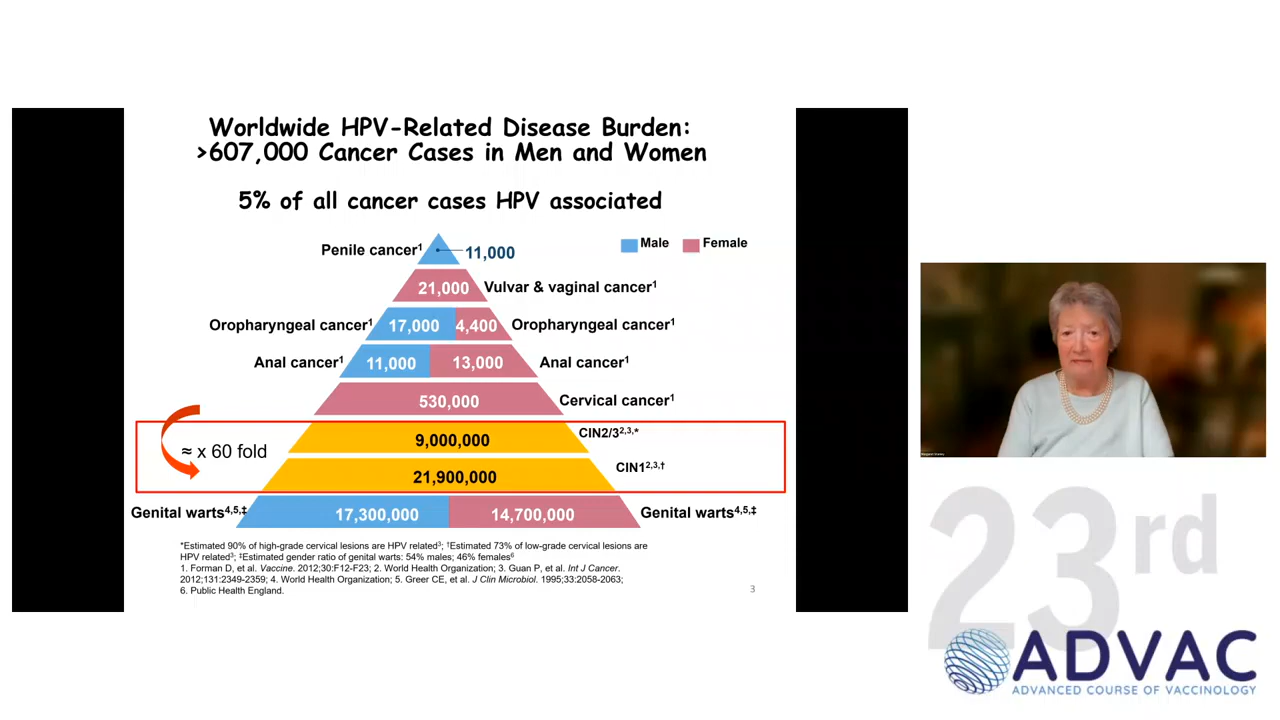 Worldwide HPV-Related Disease Burden:
>607,000 Cancer Cases in Men and Women
5% of all cancer cases HPV associated
Male
Female
Penile cancer¹
11,000
21,000
Vulvar & vaginal cancer¹
Oropharyngeal cancer¹
17,000
4,400
Oropharyngeal cancer¹
Anal cancer¹
11,000
13,000
Anal cancer¹
530,000
Cervical cancer¹
≈ x 60 fold
9,000,000
CIN2/3²,³,*
21,900,000
CIN1²,³,†
Genital warts⁴,⁵,‡
17,300,000
14,700,000
Genital warts⁴,⁵,‡
*Estimated 90% of high-grade cervical lesions are HPV related³; †Estimated 73% of low-grade cervical lesions are
HPV related³; ‡Estimated gender ratio of genital warts: 54% males; 46% females⁶
1. Forman D, et al. Vaccine. 2012;30:F12-F23; 2. World Health Organization; 3. Guan P, et al. Int J Cancer.
2012;131:2349-2359; 4. World Health Organization; 5. Greer CE, et al. J Clin Microbiol. 1995;33:2058-2063;
6. Public Health England.
3
23rd
ADVAC
ADVANCED COURSE OF VACCINOLOGY